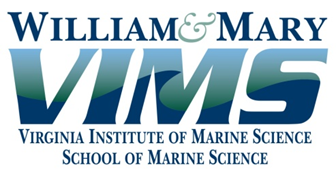 WILLIAM & MARY
VIMS
VIRGINIA INSTITUTE OF MARINE SCIENCE
SCHOOL OF MARINE SCIENCE